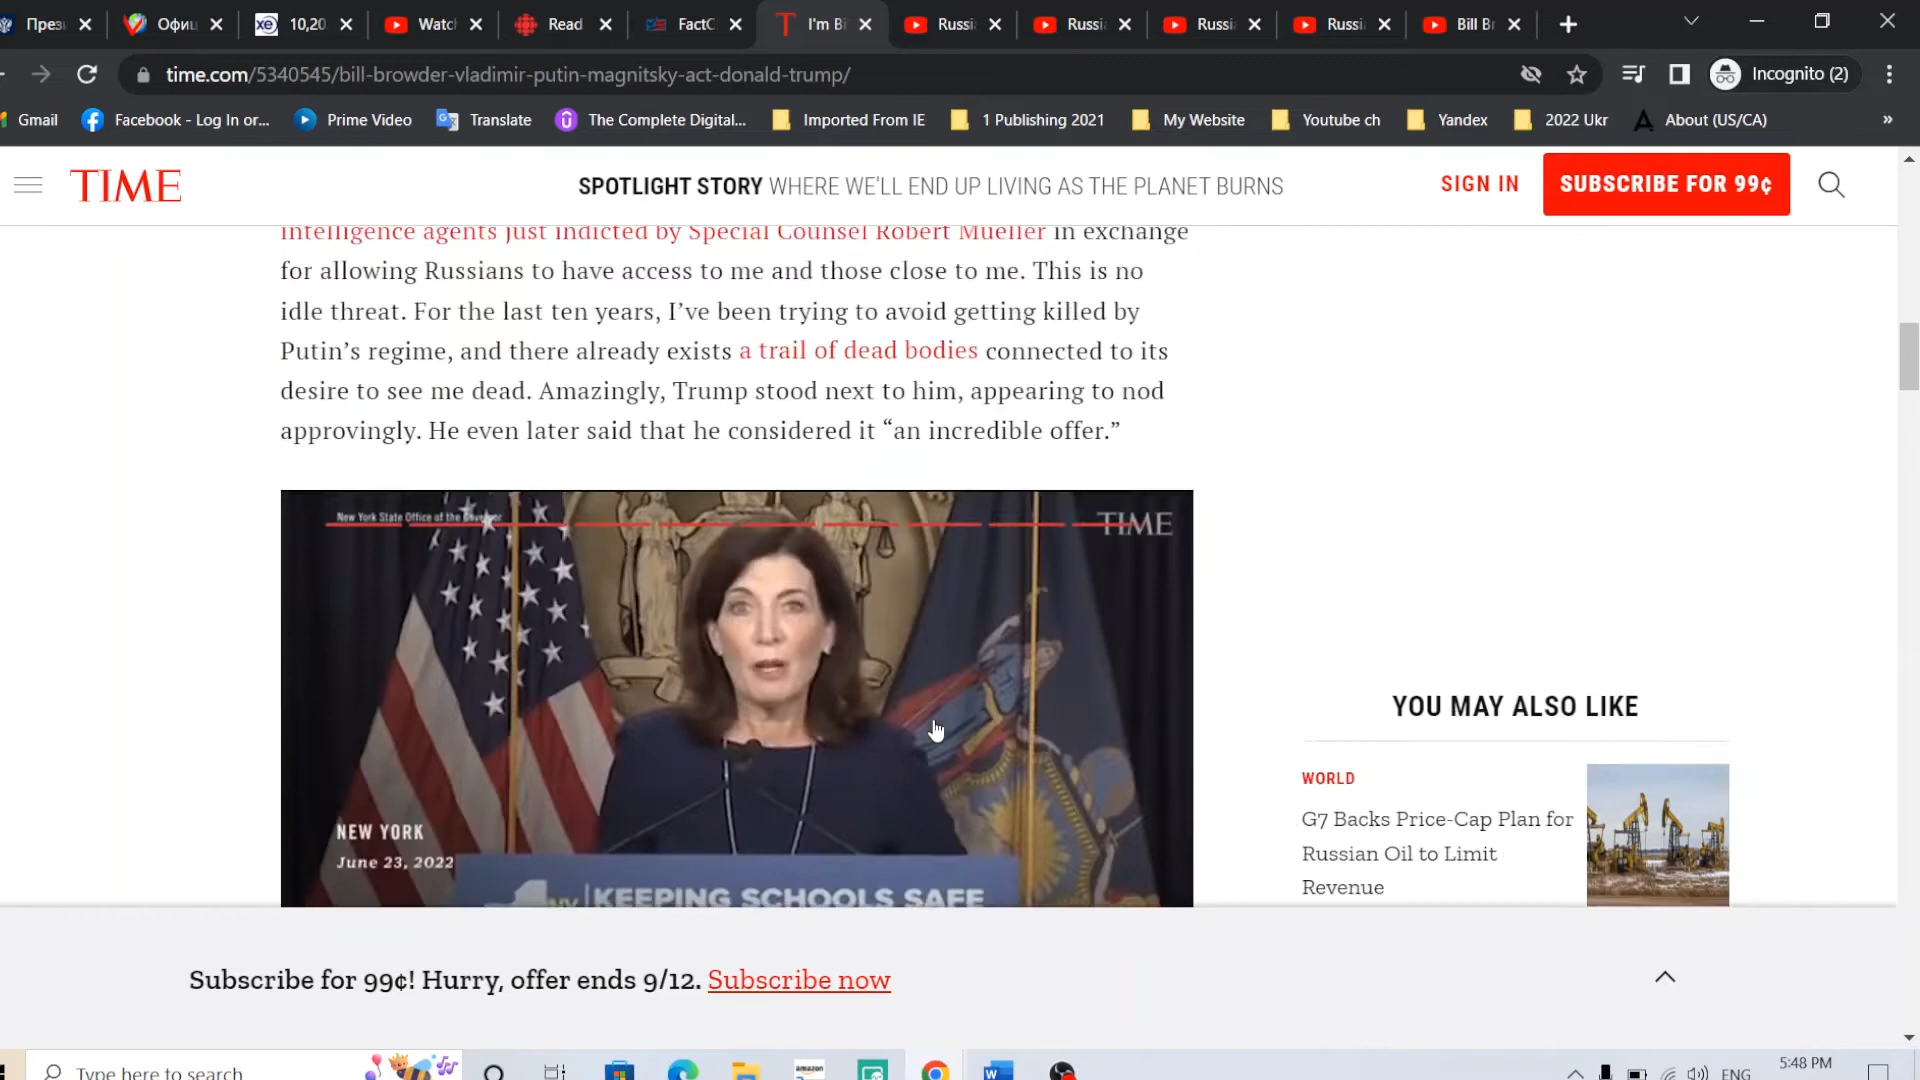 През
Офиц
10,20
Watc
Read
FactC
I'm Bi
Russi
Russi
Russi
Russi
Bill Br
time.com/5340545/bill-browder-vladimir-putin-magnitsky-act-donald-trump/
Incognito (2)
Gmail
Facebook - Log In or...
Prime Video
Translate
The Complete Digital...
Imported From IE
1 Publishing 2021
My Website
Youtube ch
Yandex
2022 Ukr
About (US/CA)
»
TIME
SPOTLIGHT STORY WHERE WE'LL END UP LIVING AS THE PLANET BURNS
SIGN IN
SUBSCRIBE FOR 99¢
intelligence agents just indicted by Special Counsel Robert Mueller in exchange
for allowing Russians to have access to me and those close to me. This is no
idle threat. For the last ten years, I’ve been trying to avoid getting killed by
Putin’s regime, and there already exists a trail of dead bodies connected to its
desire to see me dead. Amazingly, Trump stood next to him, appearing to nod
approvingly. He even later said that he considered it “an incredible offer.”
New York State Office of the Governor
TIME
NEW YORK
June 23, 2022
NY KEEPING SCHOOLS SAFE
YOU MAY ALSO LIKE
WORLD
G7 Backs Price-Cap Plan for
Russian Oil to Limit
Revenue
Subscribe for 99¢! Hurry, offer ends 9/12. Subscribe now
Type here to search
amazon
ENG
5:48 PM